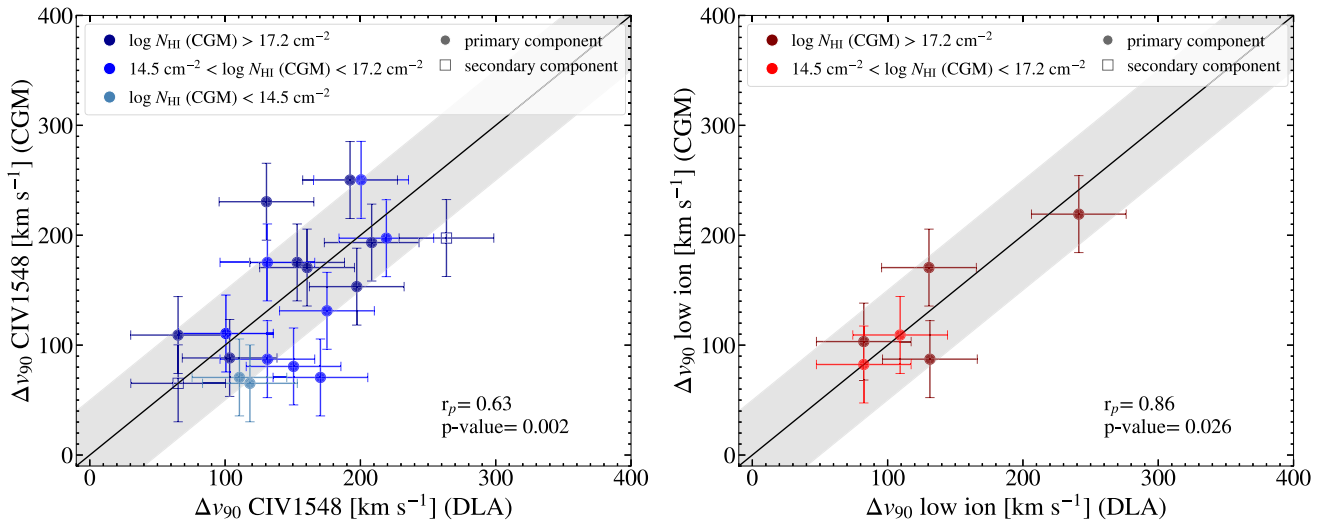 400
300
200
100
0
Δv₉₀ CIV1548 [km s⁻¹] (CGM)
log N_HI (CGM) > 17.2 cm⁻²
14.5 cm⁻² < log N_HI (CGM) < 17.2 cm⁻²
log N_HI (CGM) < 14.5 cm⁻²
primary component
secondary component
r_p = 0.63
p-value= 0.002
0 100 200 300 400
Δv₉₀ CIV1548 [km s⁻¹] (DLA)
400
300
200
100
0
Δv₉₀ low ion [km s⁻¹] (CGM)
log N_HI (CGM) > 17.2 cm⁻²
14.5 cm⁻² < log N_HI (CGM) < 17.2 cm⁻²
primary component
secondary component
r_p = 0.86
p-value= 0.026
0 100 200 300 400
Δv₉₀ low ion [km s⁻¹] (DLA)